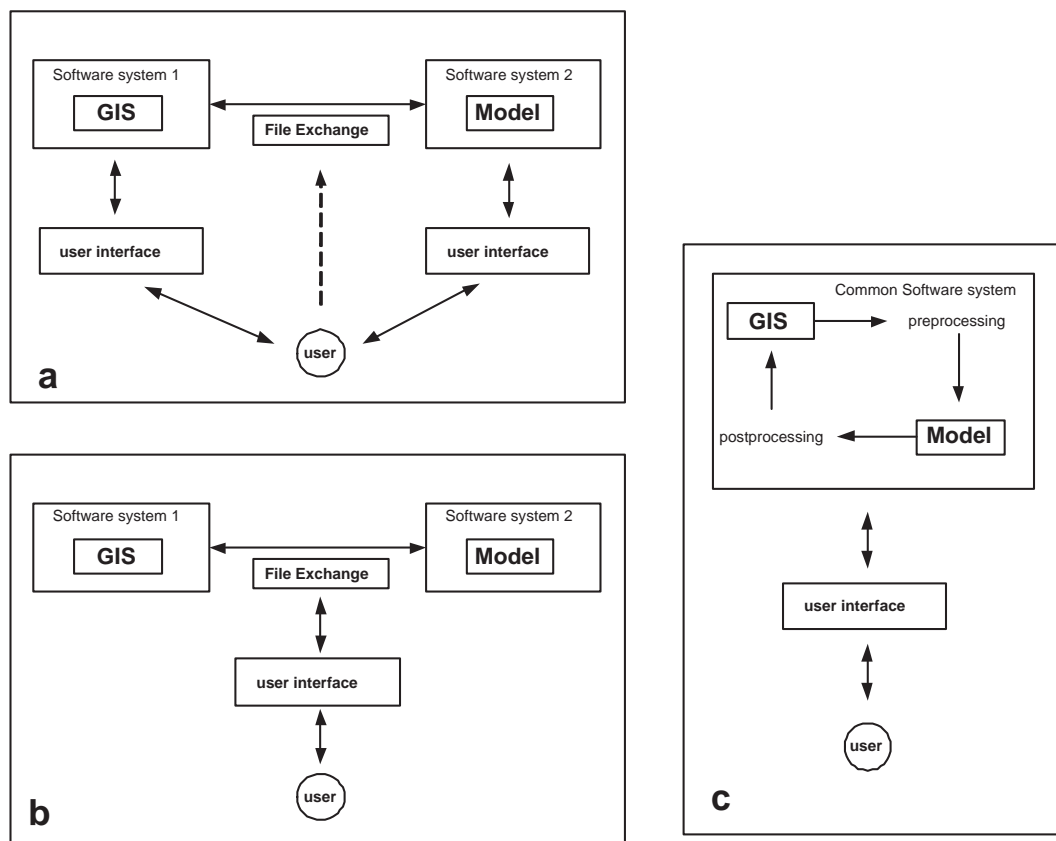 Software system 1
GIS
Software system 2
Model
File Exchange
user interface
user interface
user
a
Software system 1
GIS
Software system 2
Model
File Exchange
user interface
user
b
Common Software system
GIS
preprocessing
postprocessing
Model
user interface
user
c